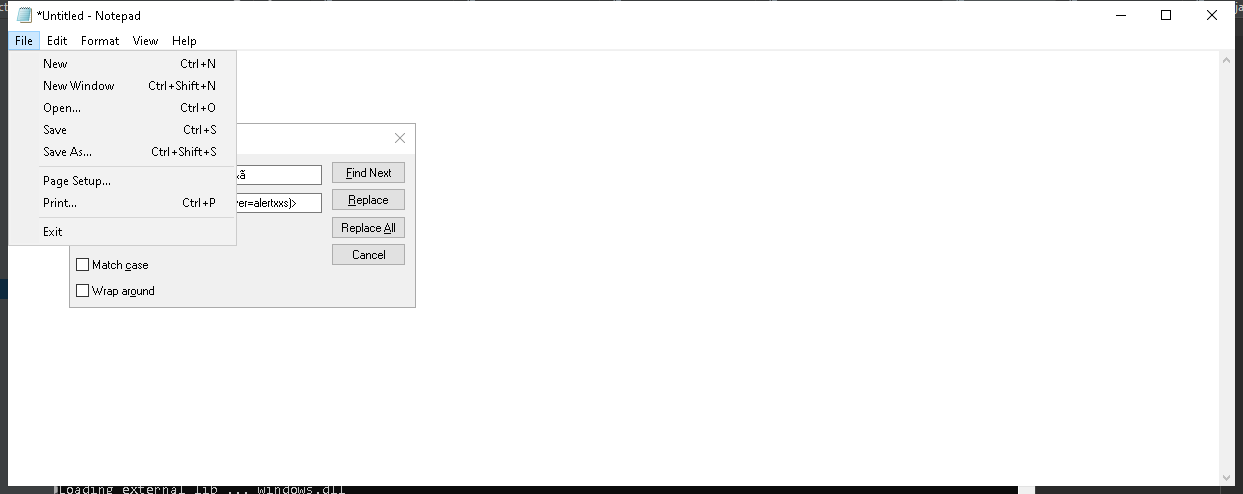 *Untitled - Notepad
File Edit Format View Help
New Ctrl+N
New Window Ctrl+Shift+N
Open... Ctrl+O
Save Ctrl+S
Save As... Ctrl+Shift+S
Page Setup...
Print... Ctrl+P
Exit
Find Next
ver=alertxxs)>
Replace
Replace All
Cancel
Match case
Wrap around
Loading external lib ... windows.dll